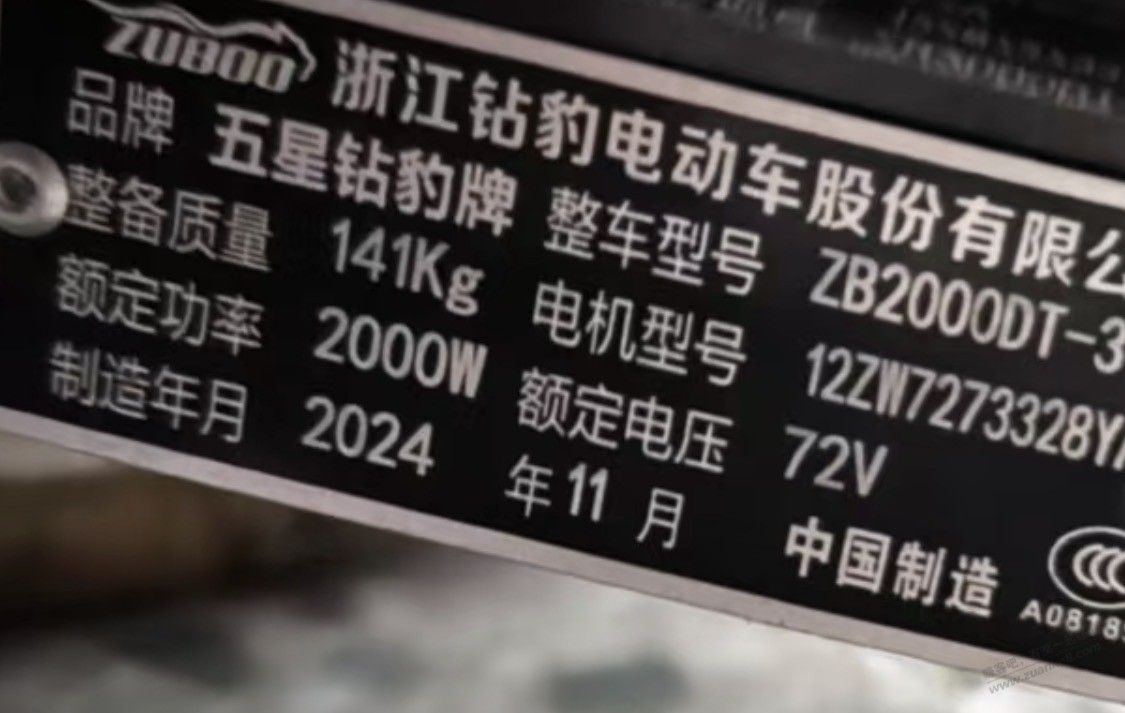 ZUBOO 浙江钻豹电动车股份有限公
品牌 五星钻豹牌 整车型号 ZB2000DT-3
整备质量 141Kg 电机型号 12ZW7273328Y
额定功率 2000W 额定电压 72V
制造年月 2024 年 11 月 中国制造
CCC
A0818